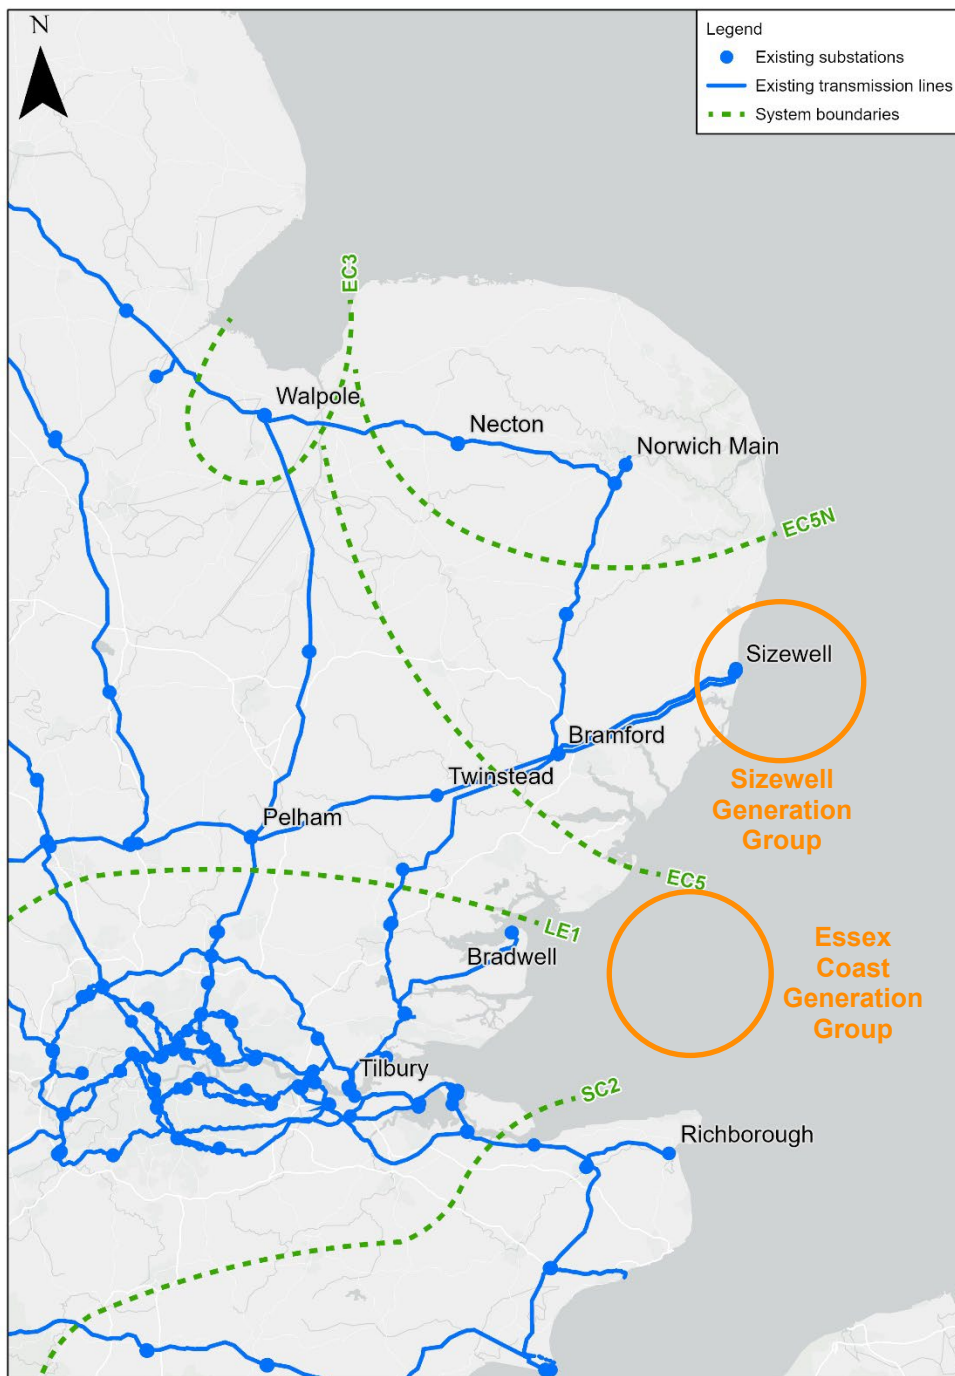 N
Legend
Existing substations
Existing transmission lines
System boundaries
EC3
Walpole
Necton
Norwich Main
EC5N
Sizewell
Bramford
Twinstead
Sizewell
Generation
Group
Pelham
EC5
LE1
Bradwell
Essex
Coast
Generation
Group
Tilbury
SC2
Richborough